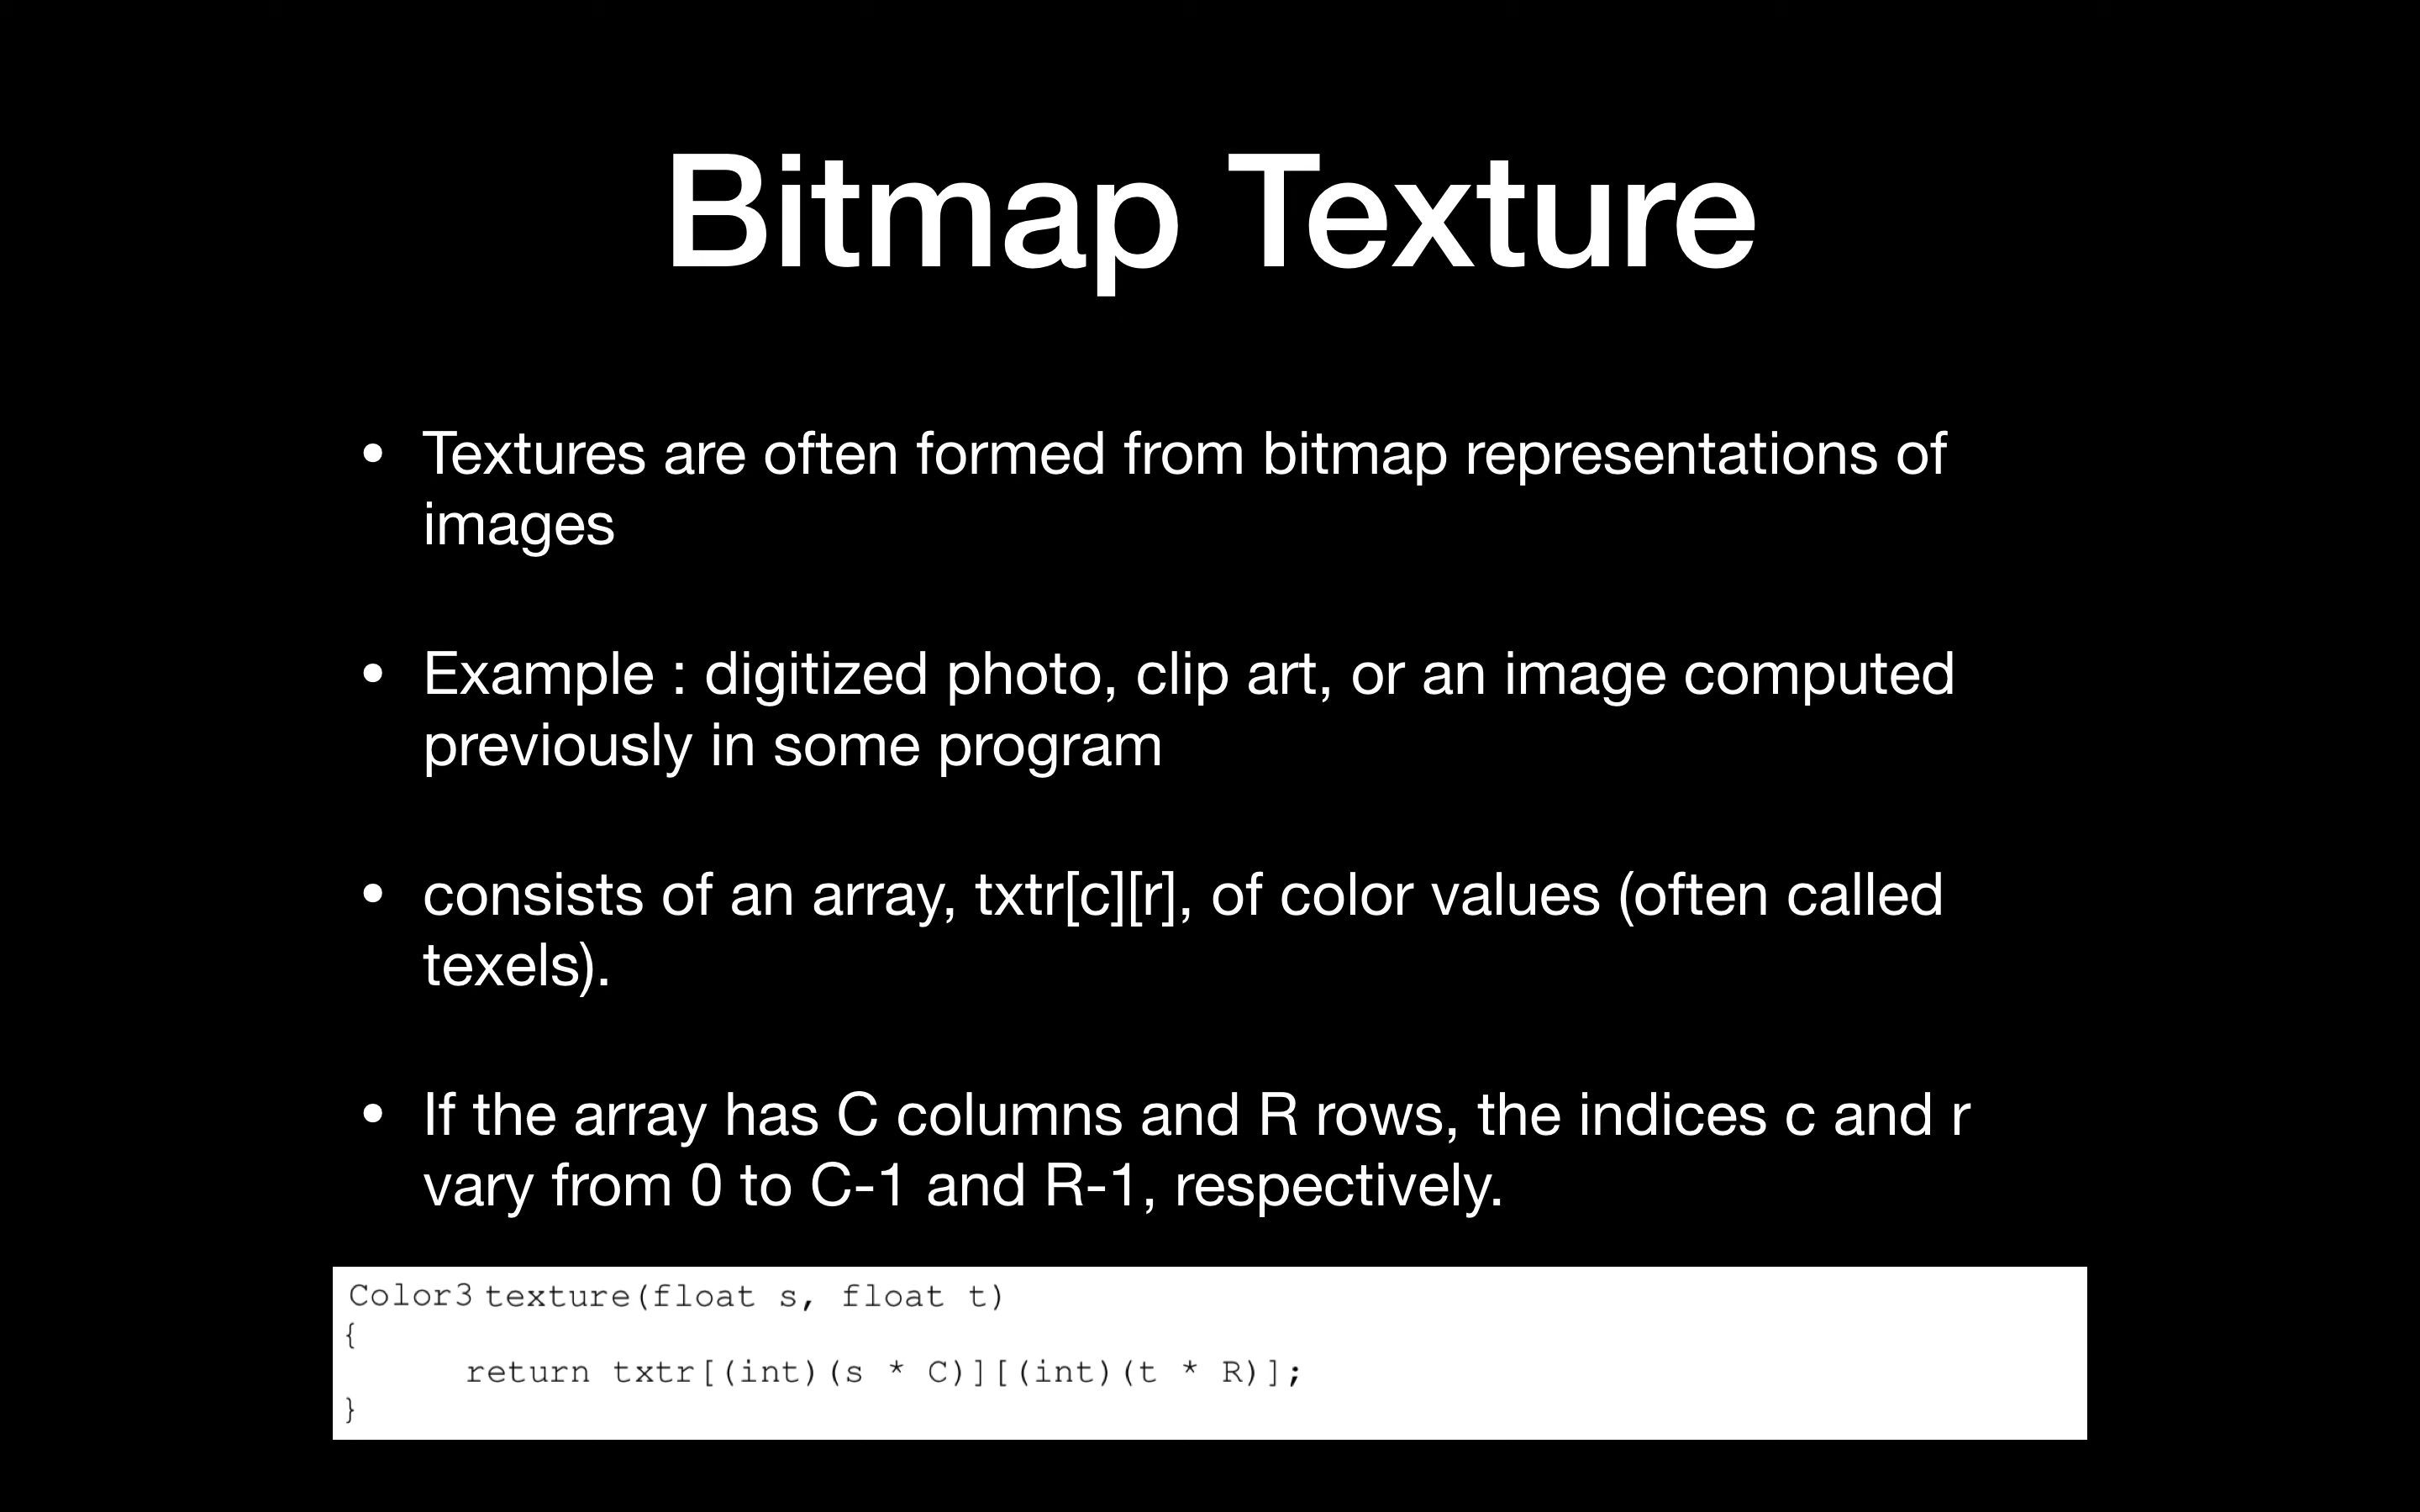 Bitmap Texture
• Textures are often formed from bitmap representations of
images
• Example : digitized photo, clip art, or an image computed
previously in some program
• consists of an array, txtr[c][r], of color values (often called
texels).
• If the array has C columns and R rows, the indices c and r
vary from 0 to C-1 and R-1, respectively.
Color3 texture(float s, float t)
{
return txtr[(int)(s * C)][(int)(t * R)];
}